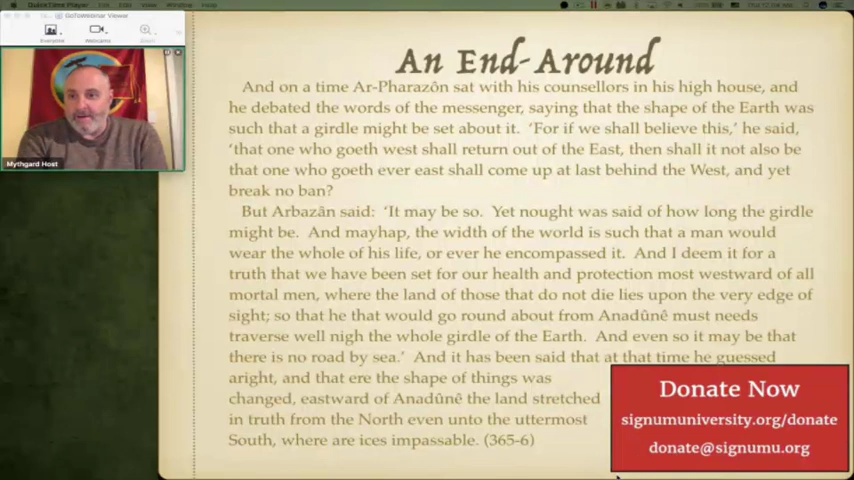 QuickTime Player File Edit View Window Help
GoToWebinar Viewer
Everyone
Webcams
Mythgard Host
An End-Around
And on a time Ar-Pharazôn sat with his counsellors in his high house, and
he debated the words of the messenger, saying that the shape of the Earth was
such that a girdle might be set about it. ‘For if we shall believe this,’ he said,
‘that one who goeth west shall return out of the East, then shall it not also be
that one who goeth ever east shall come up at last behind the West, and yet
break no ban?
But Arbazân said: ‘It may be so. Yet nought was said of how long the girdle
might be. And mayhap, the width of the world is such that a man would
wear the whole of his life, or ever he encompassed it. And I deem it for a
truth that we have been set for our health and protection most westward of all
mortal men, where the land of those that do not die lies upon the very edge of
sight; so that he that would go round about from Anadûnê must needs
traverse well nigh the whole girdle of the Earth. And even so it may be that
there is no road by sea.’ And it has been said that at that time he guessed
aright, and that ere the shape of things was
changed, eastward of Anadûnê the land stretched
in truth from the North even unto the uttermost
South, where are ices impassable. (365-6)
Donate Now
signumuniversity.org/donate
donate@signumu.org